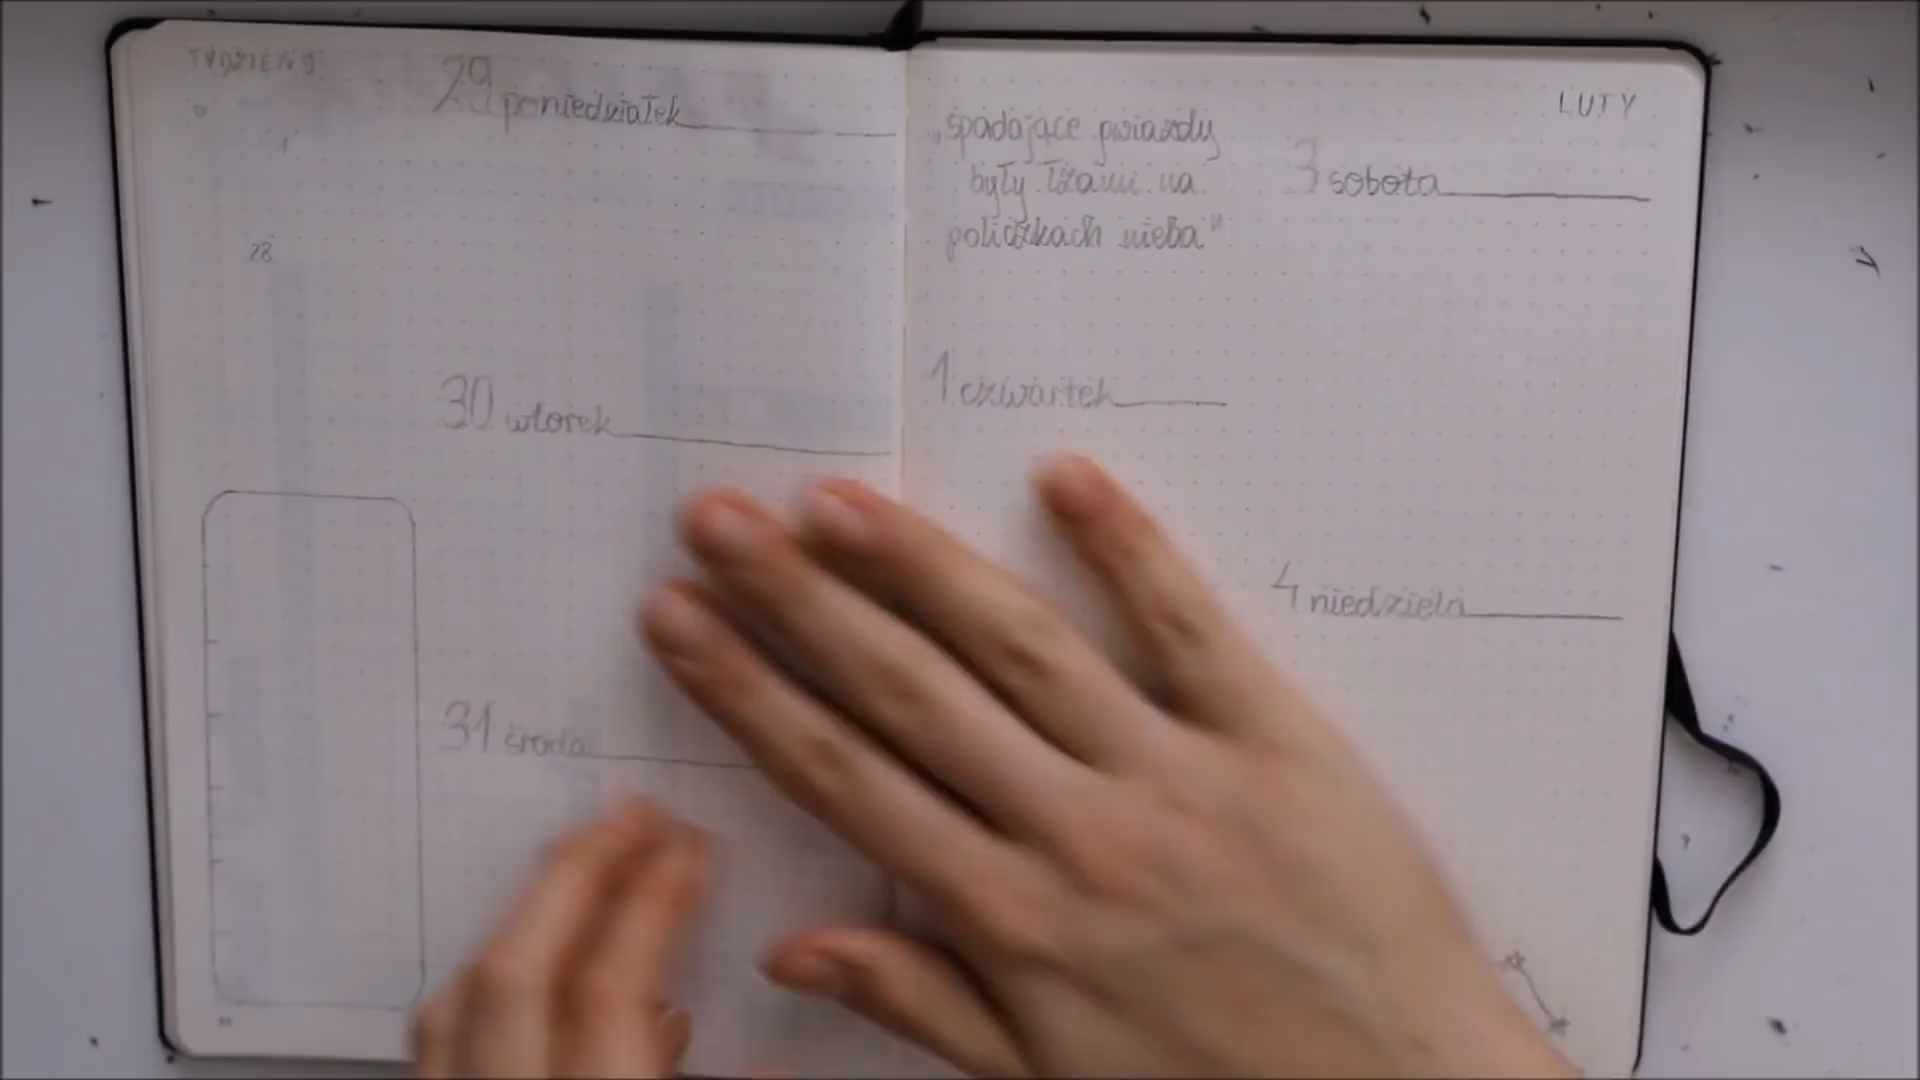 TYDZIEŃ 9
29 poniedziałek
28
30 wtorek
31 środa
„spadające gwiazdy
były łzami na
policzkach nieba”
1 czwartek
LUTY
3 sobota
4 niedziela